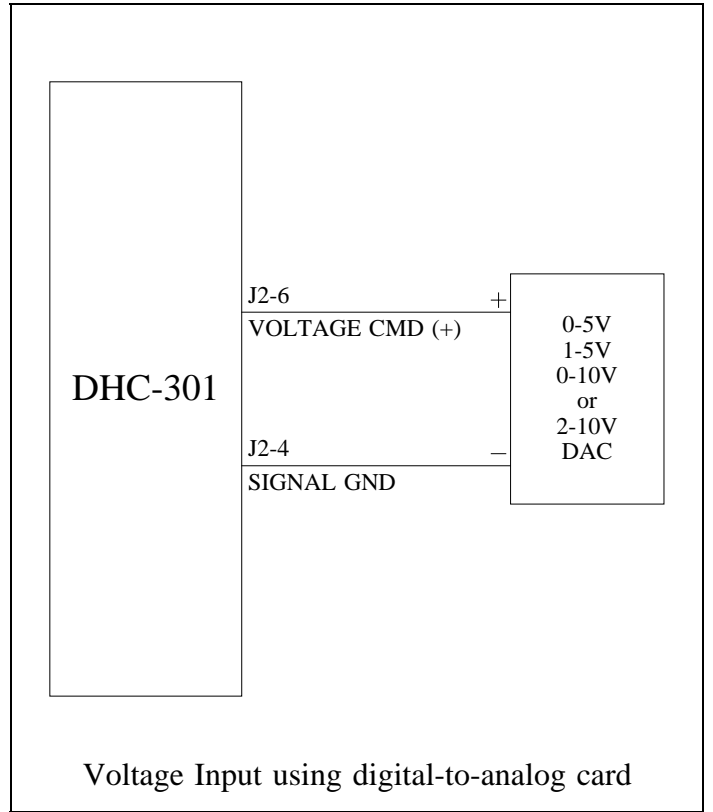 J2-6
+
VOLTAGE CMD (+)
0-5V
1-5V
0-10V
or
2-10V
DAC
DHC-301
J2-4
−
SIGNAL GND
Voltage Input using digital-to-analog card